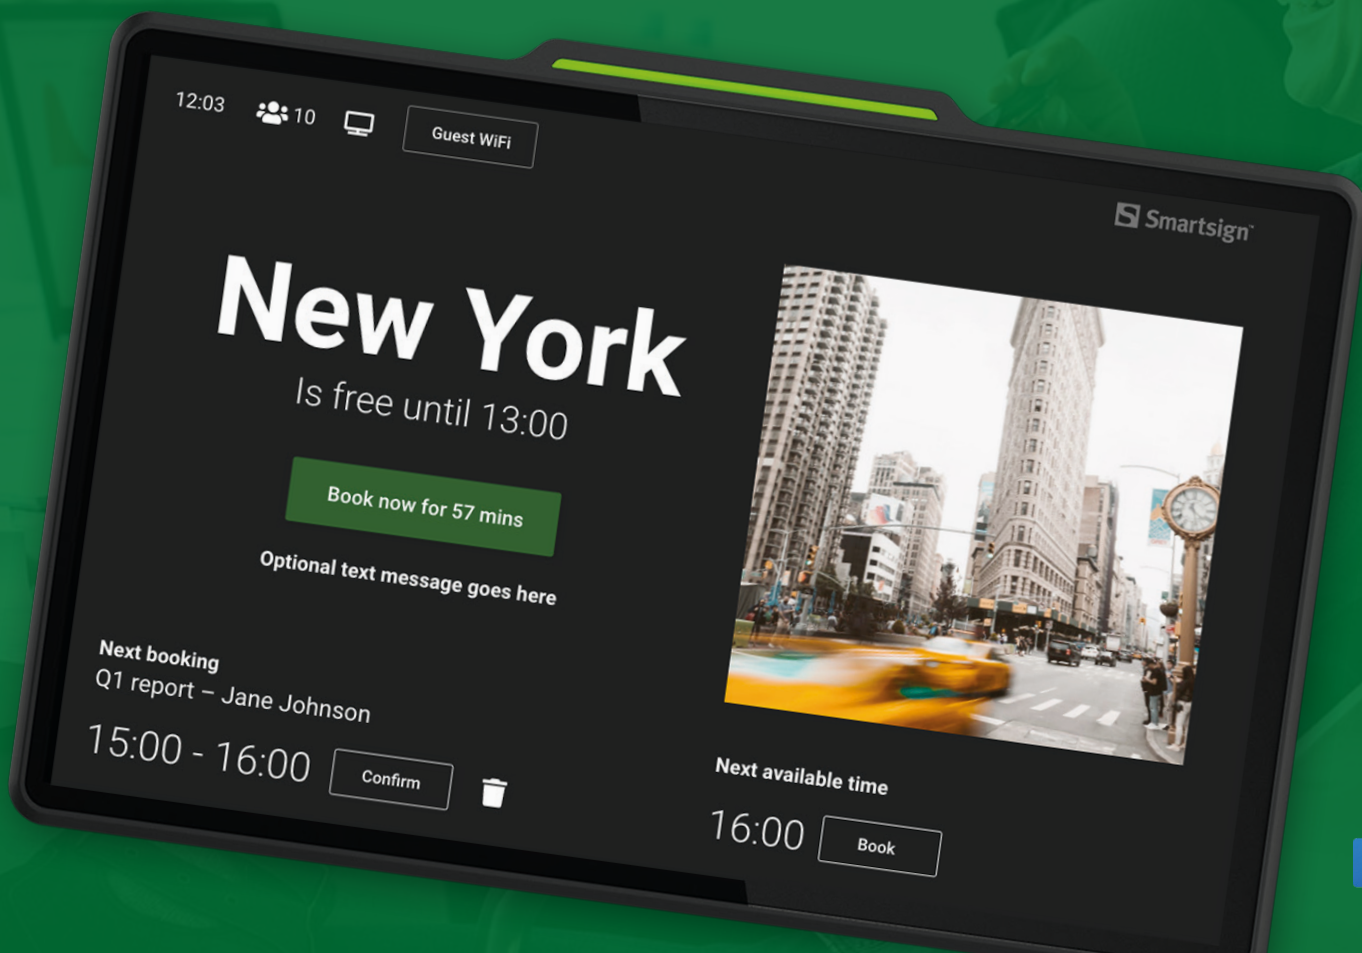 12:03
10
Guest WiFi
Smartsign™
New York
Is free until 13:00
Book now for 57 mins
Optional text message goes here
Next booking
Q1 report – Jane Johnson
15:00 - 16:00
Confirm
Next available time
16:00
Book